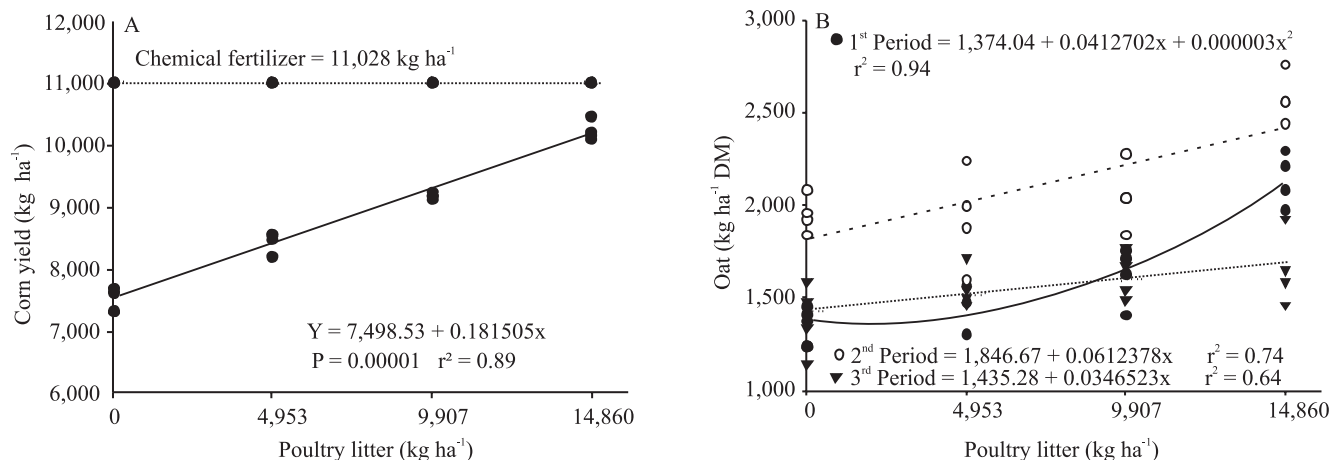 A
12,000
11,000
10,000
9,000
8,000
7,000
6,000
Corn yield (kg ha⁻¹)
Chemical fertilizer = 11,028 kg ha⁻¹
Y = 7,498.53 + 0.181505x
P = 0.00001 r² = 0.89
0 4,953 9,907 14,860
Poultry litter (kg ha⁻¹)
B
3,000
2,500
2,000
1,500
1,000
Oat (kg ha⁻¹ DM)
1ˢᵗ Period = 1,374.04 + 0.0412702x + 0.000003x²
r² = 0.94
2ⁿᵈ Period = 1,846.67 + 0.0612378x r² = 0.74
3ʳᵈ Period = 1,435.28 + 0.0346523x r² = 0.64
0 4,953 9,907 14,860
Poultry litter (kg ha⁻¹)